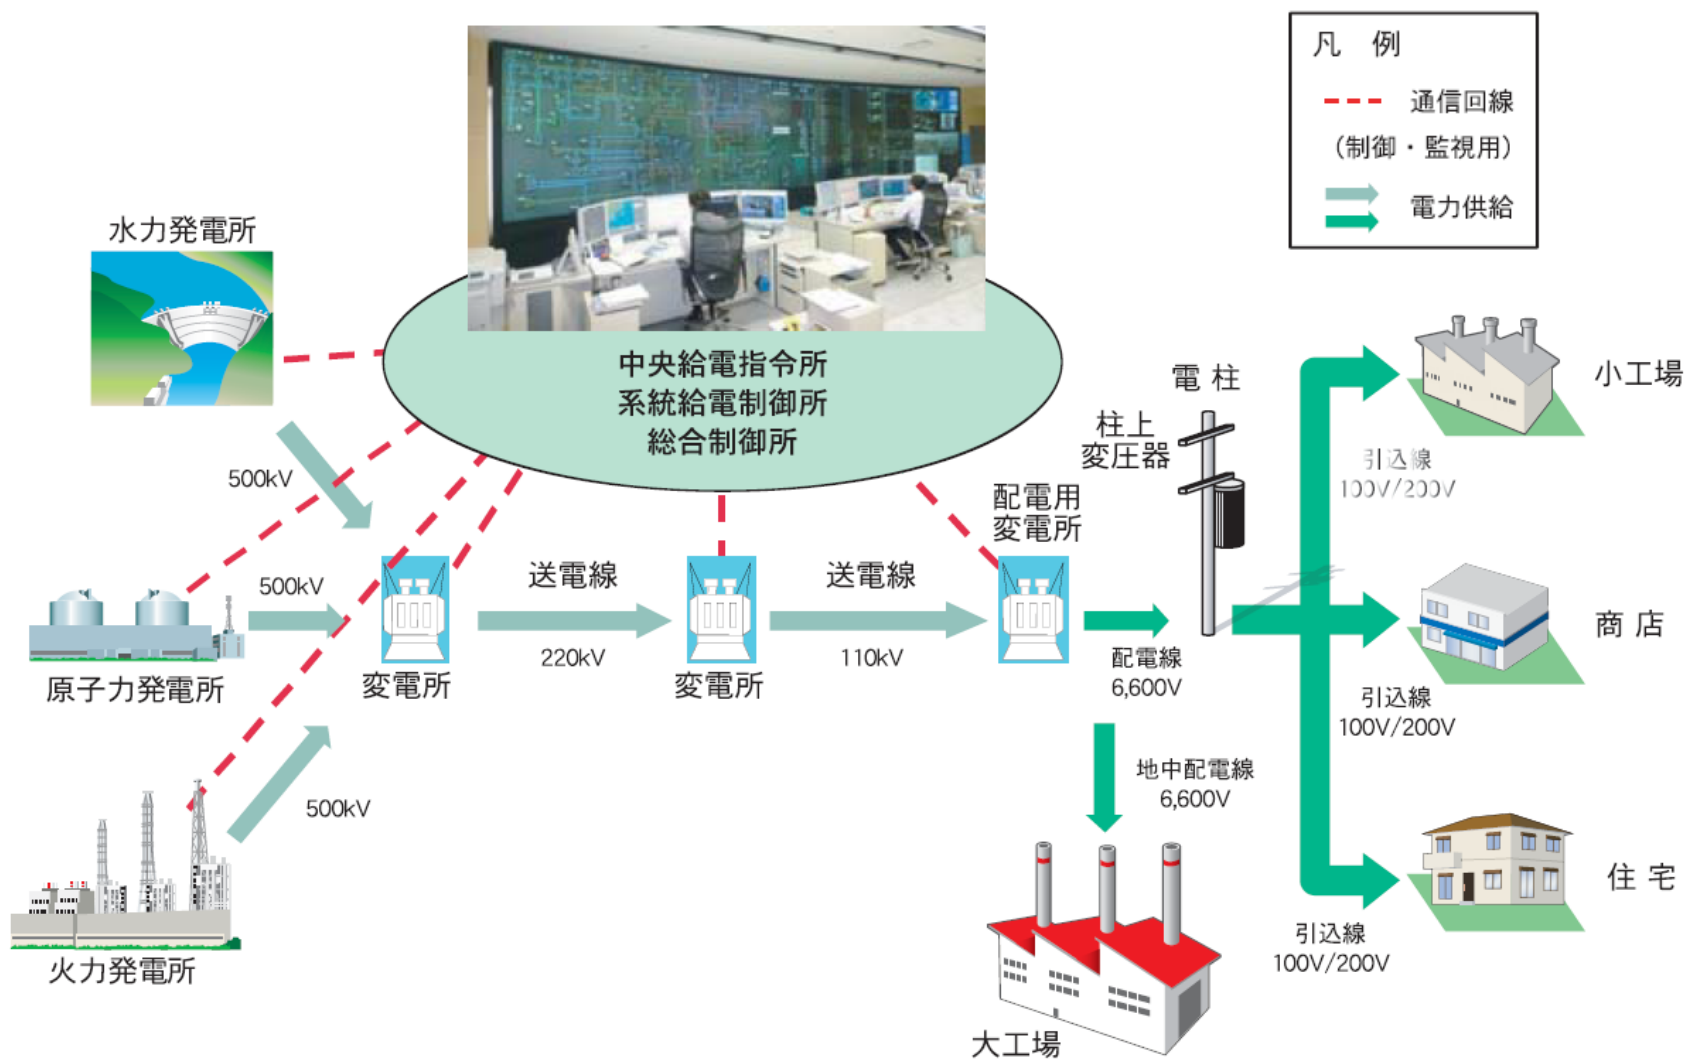 凡 例
通信回線
（制御・監視用）
電力供給
水力発電所
中央給電指令所
系統給電制御所
総合制御所
電 柱
柱上
変圧器
小工場
引込線
100V/200V
500kV
配電用
変電所
500kV
送電線
送電線
220kV
110kV
商 店
原子力発電所
変電所
変電所
配電線
6,600V
引込線
100V/200V
500kV
地中配電線
6,600V
住 宅
引込線
100V/200V
火力発電所
大工場